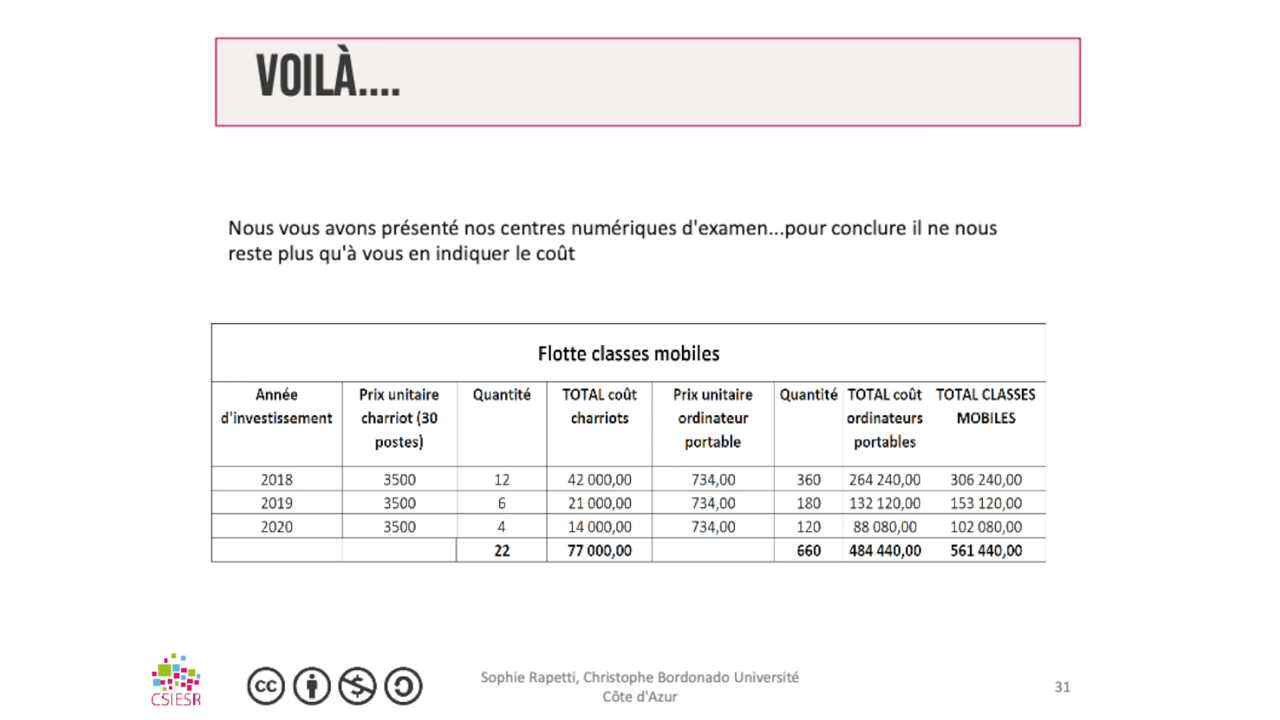 VOILÀ....
Nous vous avons présenté nos centres numériques d'examen...pour conclure il ne nous
reste plus qu'à vous en indiquer le coût
Flotte classes mobiles
Année d'investissement Prix unitaire charriot (30 postes) Quantité TOTAL coût charriots Prix unitaire ordinateur portable Quantité TOTAL coût ordinateurs portables TOTAL CLASSES MOBILES
2018 3500 12 42 000,00 734,00 360 264 240,00 306 240,00
2019 3500 6 21 000,00 734,00 180 132 120,00 153 120,00
2020 3500 4 14 000,00 734,00 120 88 080,00 102 080,00
22 77 000,00 660 484 440,00 561 440,00
CSIESR
cc
Sophie Rapetti, Christophe Bordonado Université
Côte d'Azur
31